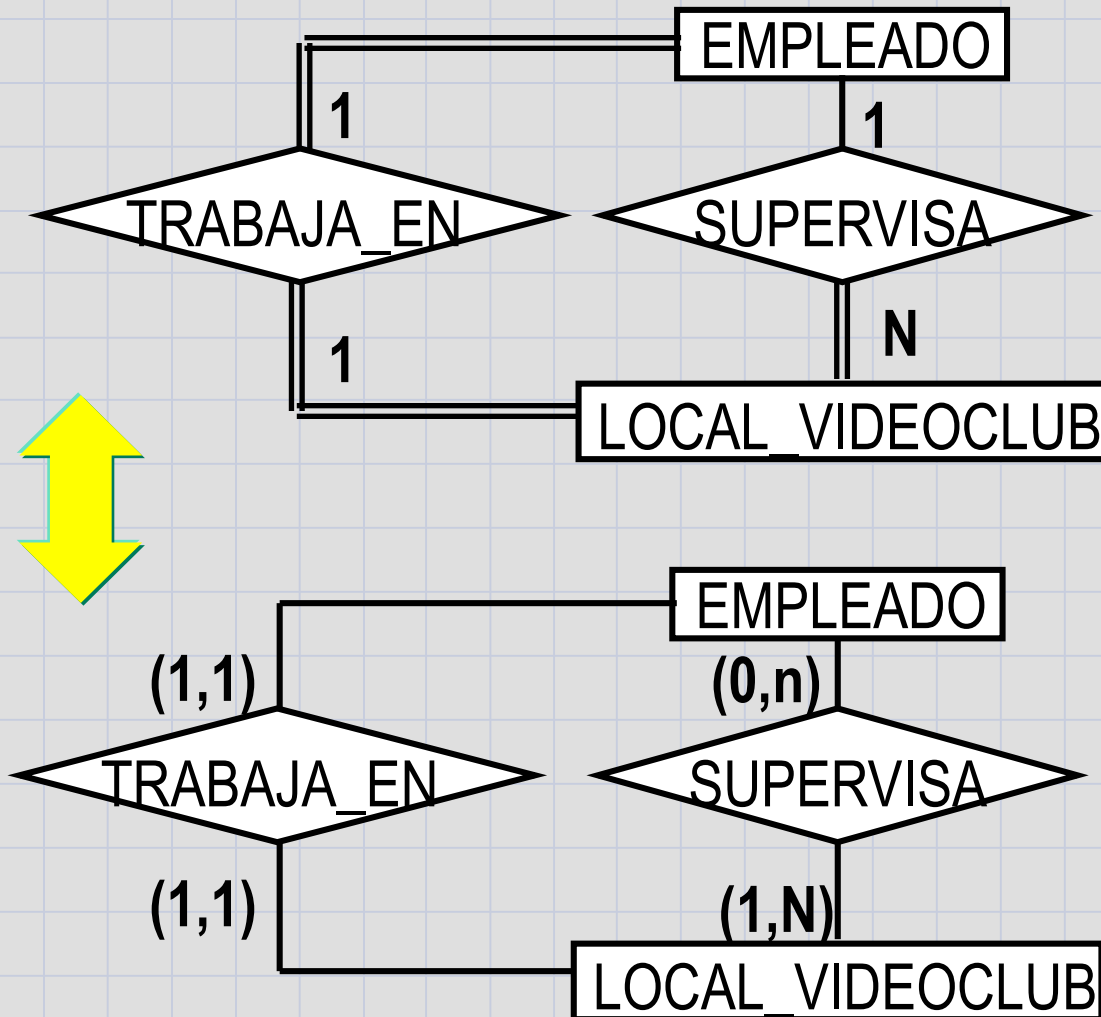 EMPLEADO
1
1
TRABAJA_EN
SUPERVISA
1
N
LOCAL_VIDEOCLUB
EMPLEADO
(1,1)
(0,n)
TRABAJA_EN
SUPERVISA
(1,1)
(1,N)
LOCAL_VIDEOCLUB